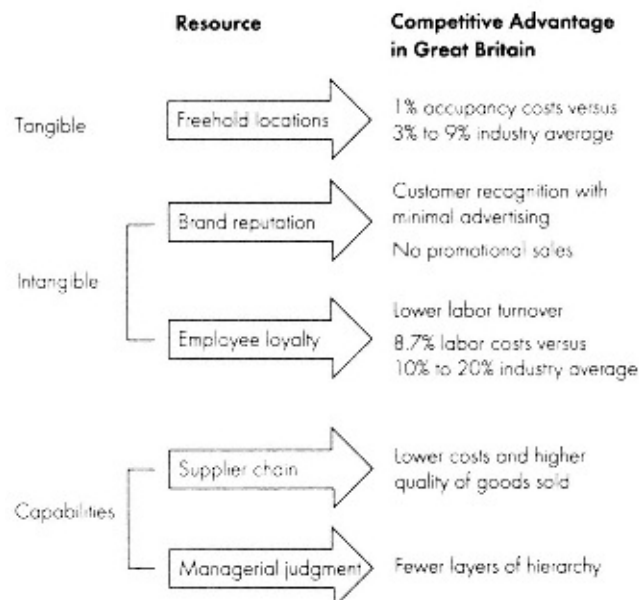 Resource
Competitive Advantage
in Great Britain
Tangible
Freehold locations
1% occupancy costs versus
3% to 9% industry average
Intangible
Brand reputation
Customer recognition with
minimal advertising
No promotional sales
Employee loyalty
Lower labor turnover
8.7% labor costs versus
10% to 20% industry average
Capabilities
Supplier chain
Lower costs and higher
quality of goods sold
Managerial judgment
Fewer layers of hierarchy